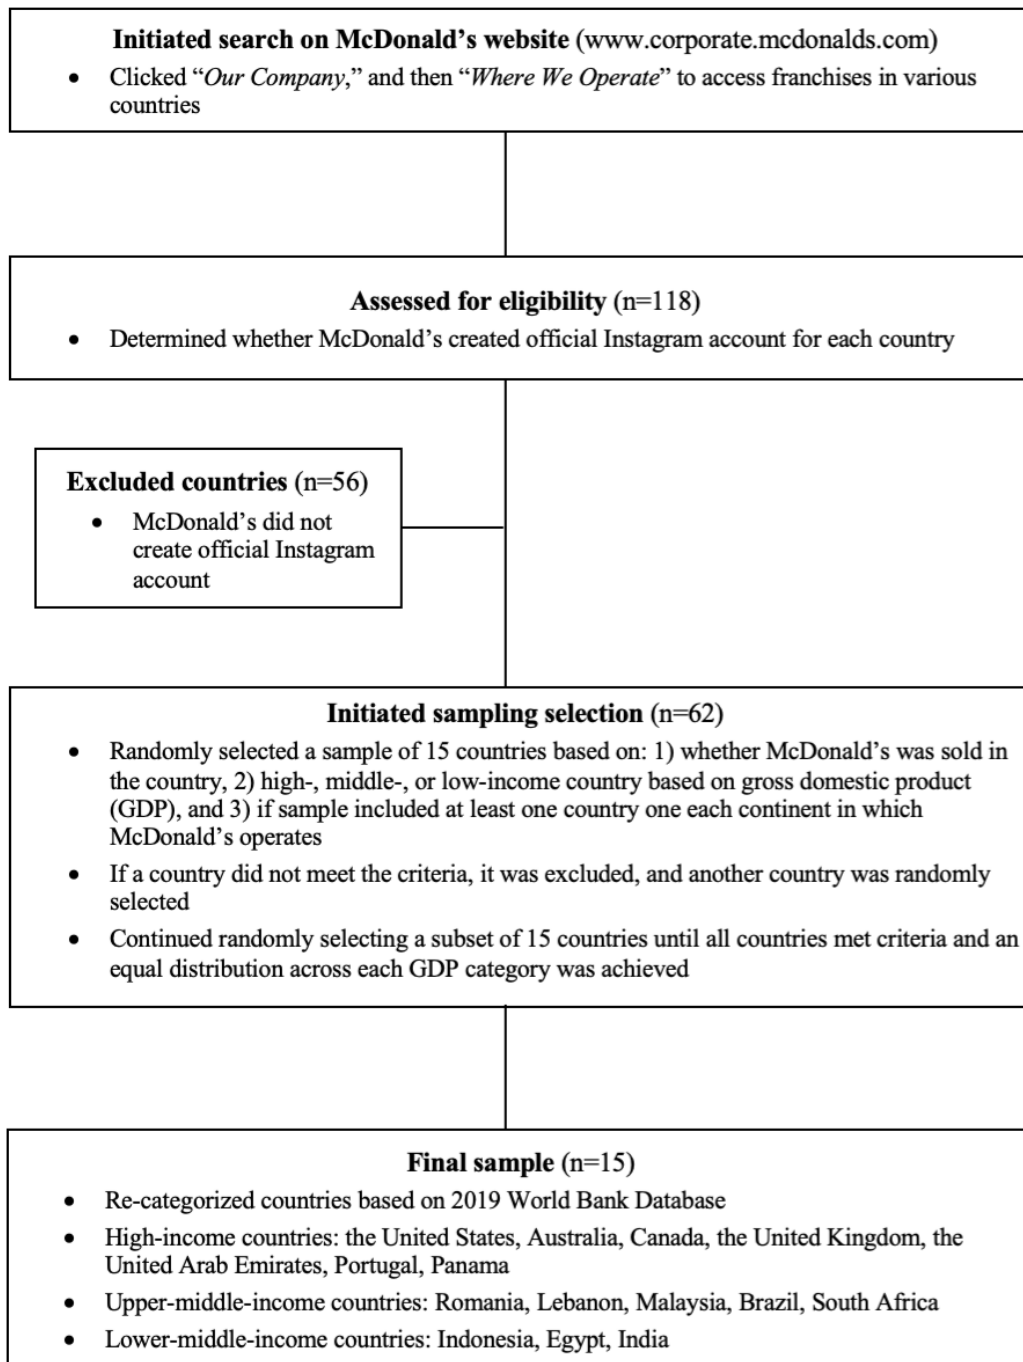 Initiated search on McDonald's website (www.corporate.mcdonalds.com)
• Clicked "Our Company," and then "Where We Operate" to access franchises in various
countries
Assessed for eligibility (n=118)
• Determined whether McDonald's created official Instagram account for each country
Excluded countries (n=56)
• McDonald's did not
create official Instagram
account
Initiated sampling selection (n=62)
• Randomly selected a sample of 15 countries based on: 1) whether McDonald's was sold in
the country, 2) high-, middle-, or low-income country based on gross domestic product
(GDP), and 3) if sample included at least one country one each continent in which
McDonald's operates
• If a country did not meet the criteria, it was excluded, and another country was randomly
selected
• Continued randomly selecting a subset of 15 countries until all countries met criteria and an
equal distribution across each GDP category was achieved
Final sample (n=15)
• Re-categorized countries based on 2019 World Bank Database
• High-income countries: the United States, Australia, Canada, the United Kingdom, the
United Arab Emirates, Portugal, Panama
• Upper-middle-income countries: Romania, Lebanon, Malaysia, Brazil, South Africa
• Lower-middle-income countries: Indonesia, Egypt, India